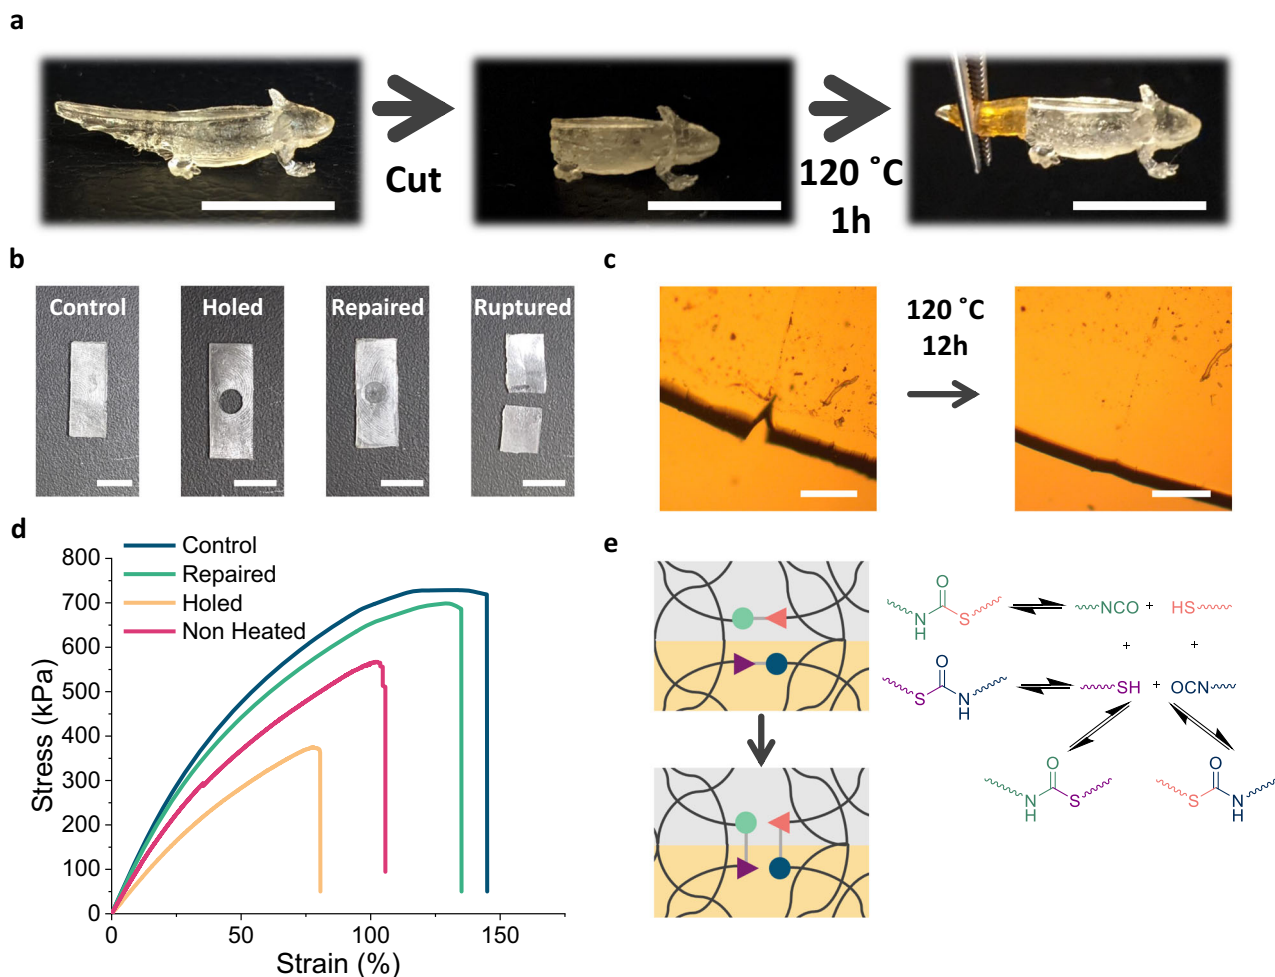 a
Cut
120 °C
1h
b
Control
Holed
Repaired
Ruptured
c
120 °C
12h
d
Control
Repaired
Holed
Non Heated
800
700
600
500
400
300
200
100
0
0
50
100
150
Stress (kPa)
Strain (%)
e
O
N
H
S
NCO
+
HS
+
+
O
S
N
H
SH
+
OCN
O
N
H
S
O
S
N
H